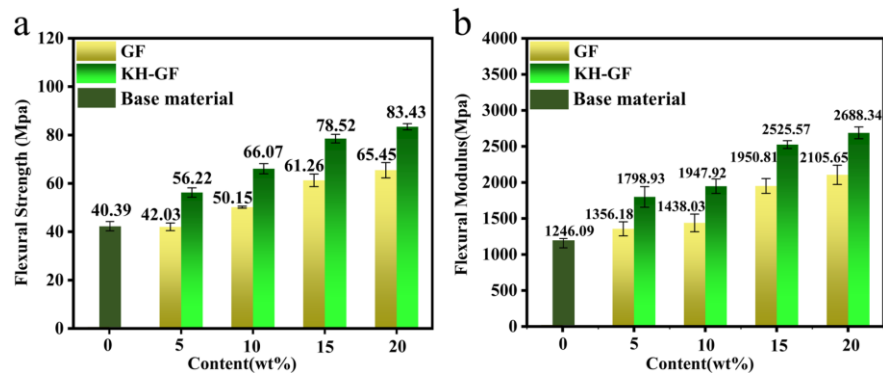 a
120
100
80
60
40
20
0
Flexural Strength (Mpa)
GF
KH-GF
Base material
40.39
42.03
56.22
50.15
66.07
61.26
78.52
65.45
83.43
0 5 10 15 20
Content(wt%)
b
4000
3500
3000
2500
2000
1500
1000
500
0
Flexural Modulus(Mpa)
GF
KH-GF
Base material
1246.09
1356.18
1798.93
1438.03
1947.92
1950.81
2525.57
2105.65
2688.34
0 5 10 15 20
Content(wt%)